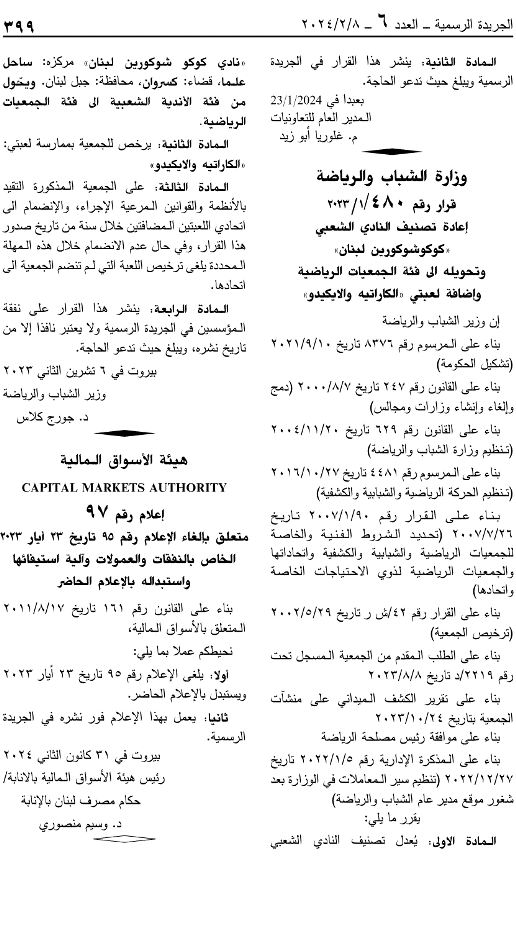 الجريدة الرسمية ــ العدد ٦ ــ ٢٠٢٤/٢/٨
٣٩٩
المادة الثانية: ينشر هذا القرار في الجريدة
الرسمية ويبلغ حيث تدعو الحاجة.
بعبدا في 23/1/2024
المدير العام للتعاونيات
م. غلوريا أبو زيد
وزارة الشباب والرياضة
قرار رقم ٢٠٢٣/١/٤٨٠
إعادة تصنيف النادي الشعبي
«كوكوشوكورين لبنان»
وتحويله الى فئة الجمعيات الرياضية
وإضافة لعبتي «الكاراتيه والايكيدو»
إن وزير الشباب والرياضة
بناء على المرسوم رقم ٨٣٧٦ تاريخ ٢٠٢١/٩/١٠
(تشكيل الحكومة)
بناء على القانون رقم ٢٤٧ تاريخ ٢٠٠٠/٨/٧ (دمج
وإلغاء وإنشاء وزارات ومجالس)
بناء على القانون رقم ٦٢٩ تاريخ ٢٠٠٤/١١/٢٠
(تنظيم وزارة الشباب والرياضة)
بناء على المرسوم رقم ٤٤٨١ تاريخ ٢٠١٦/١٠/٢٧
(تنظيم الحركة الرياضية والشبابية والكشفية)
بناء على القرار رقم ٢٠٠٧/١/٩٠ تاريخ
٢٠٠٧/٧/٢٦ (تحديد الشروط الفنية والخاصة
للجمعيات الرياضية والشبابية والكشفية واتحاداتها
والجمعيات الرياضية لذوي الاحتياجات الخاصة
واتحادها)
بناء على القرار رقم ٤٢/ش ر تاريخ ٢٠٠٢/٥/٢٩
(ترخيص الجمعية)
بناء على الطلب المقدم من الجمعية المسجل تحت
رقم ٢٢١٩/د تاريخ ٢٠٢٣/٨/٨
بناء على تقرير الكشف الميداني على منشآت
الجمعية بتاريخ ٢٠٢٣/١٠/٢٤
بناء على موافقة رئيس مصلحة الرياضة
بناء على المذكرة الإدارية رقم ٢٠٢٢/١/٥ تاريخ
٢٠٢٢/١٢/٢٧ (تنظيم سير المعاملات في الوزارة بعد
شغور موقع مدير عام الشباب والرياضة)
يقرر ما يلي:
المادة الاولى: يُعدل تصنيف النادي الشعبي
«نادي كوكو شوكورين لبنان» مركزه: ساحل
علما، قضاء: كسروان، محافظة: جبل لبنان. ويحَول
من فئة الأندية الشعبية الى فئة الجمعيات
الرياضية.
المادة الثانية: يرخص للجمعية بممارسة لعبتي:
«الكاراتيه والايكيدو»
المادة الثالثة: على الجمعية المذكورة التقيد
بالأنظمة والقوانين المرعية الإجراء، والإنضمام الى
اتحادي اللعبتين المضافتين خلال سنة من تاريخ صدور
هذا القرار، وفي حال عدم الانضمام خلال هذه المهلة
المحددة يلغى ترخيص اللعبة التي لم تنضم الجمعية الى
اتحادها.
المادة الرابعة: ينشر هذا القرار على نفقة
المؤسسين في الجريدة الرسمية ولا يعتبر نافذا إلا من
تاريخ نشره، ويبلغ حيث تدعو الحاجة.
بيروت في ٦ تشرين الثاني ٢٠٢٣
وزير الشباب والرياضة
د. جورج كلاس
هيئة الأسواق المالية
CAPITAL MARKETS AUTHORITY
إعلام رقم ٩٧
متعلق بإلغاء الإعلام رقم ٩٥ تاريخ ٢٣ أيار ٢٠٢٣
الخاص بالنفقات والعمولات وآلية استيفائها
واستبداله بالإعلام الحاضر
بناء على القانون رقم ١٦١ تاريخ ٢٠١١/٨/١٧
المتعلق بالأسواق المالية،
نحيطكم عملا بما يلي:
اولا: يلغى الإعلام رقم ٩٥ تاريخ ٢٣ أيار ٢٠٢٣
ويستبدل بالإعلام الحاضر.
ثانيا: يعمل بهذا الإعلام فور نشره في الجريدة
الرسمية.
بيروت في ٣١ كانون الثاني ٢٠٢٤
رئيس هيئة الأسواق المالية بالانابة/
حكام مصرف لبنان بالإنابة
د. وسيم منصوري